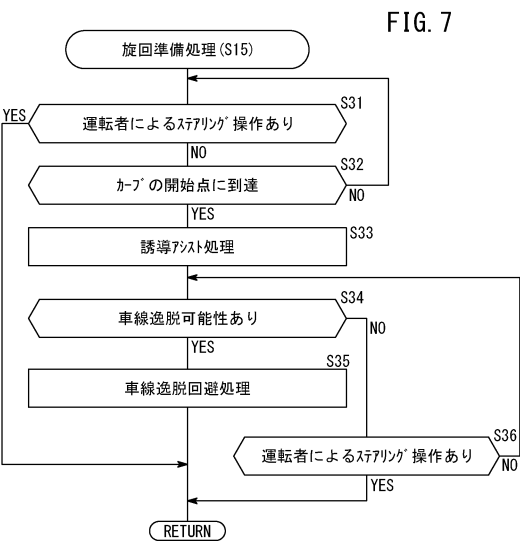 FIG. 7
旋回準備処理(S15)
S31
YES
運転者によるステアリング操作あり
NO
S32
カーブの開始点に到達
NO
YES
S33
誘導アシスト処理
S34
車線逸脱可能性あり
NO
YES
S35
車線逸脱回避処理
S36
運転者によるステアリング操作あり
NO
YES
RETURN